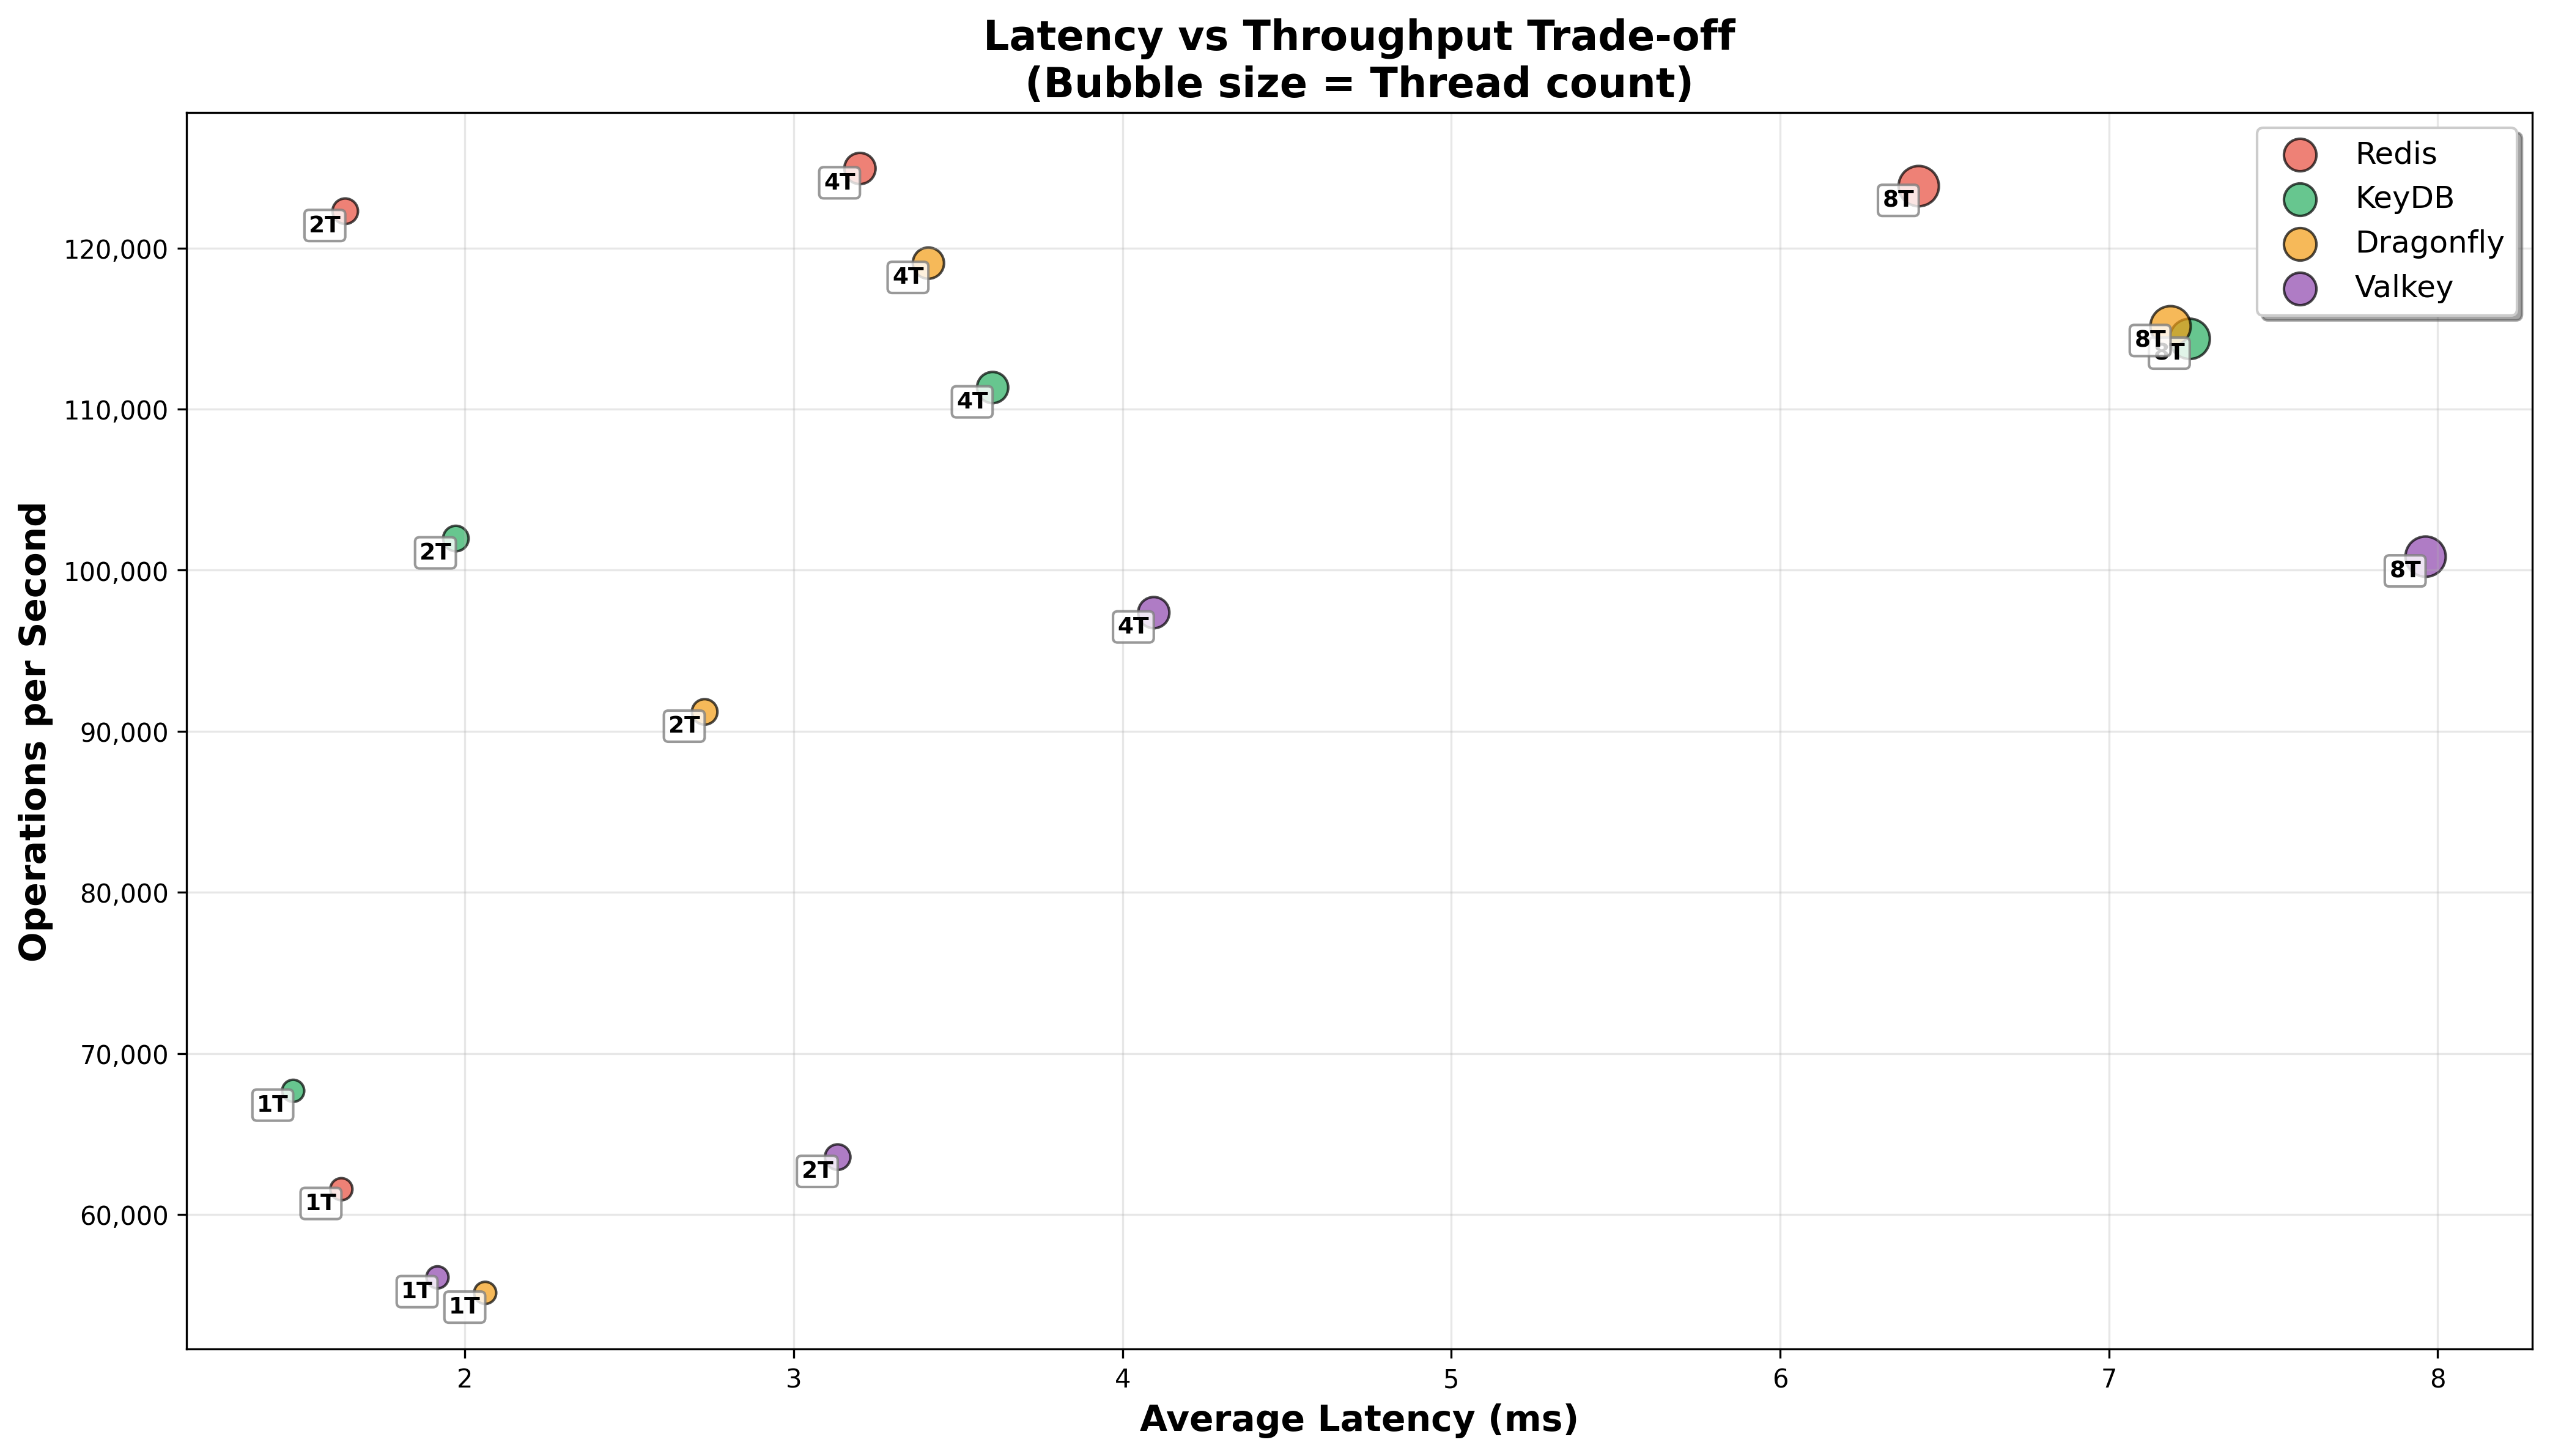 Latency vs Throughput Trade-off
(Bubble size = Thread count)
Redis
KeyDB
Dragonfly
Valkey
Operations per Second
120,000
110,000
100,000
90,000
80,000
70,000
60,000
4T
8T
2T
4T
8T
8T
4T
2T
8T
4T
2T
1T
2T
1T
1T
1T
2
3
4
5
6
7
8
Average Latency (ms)